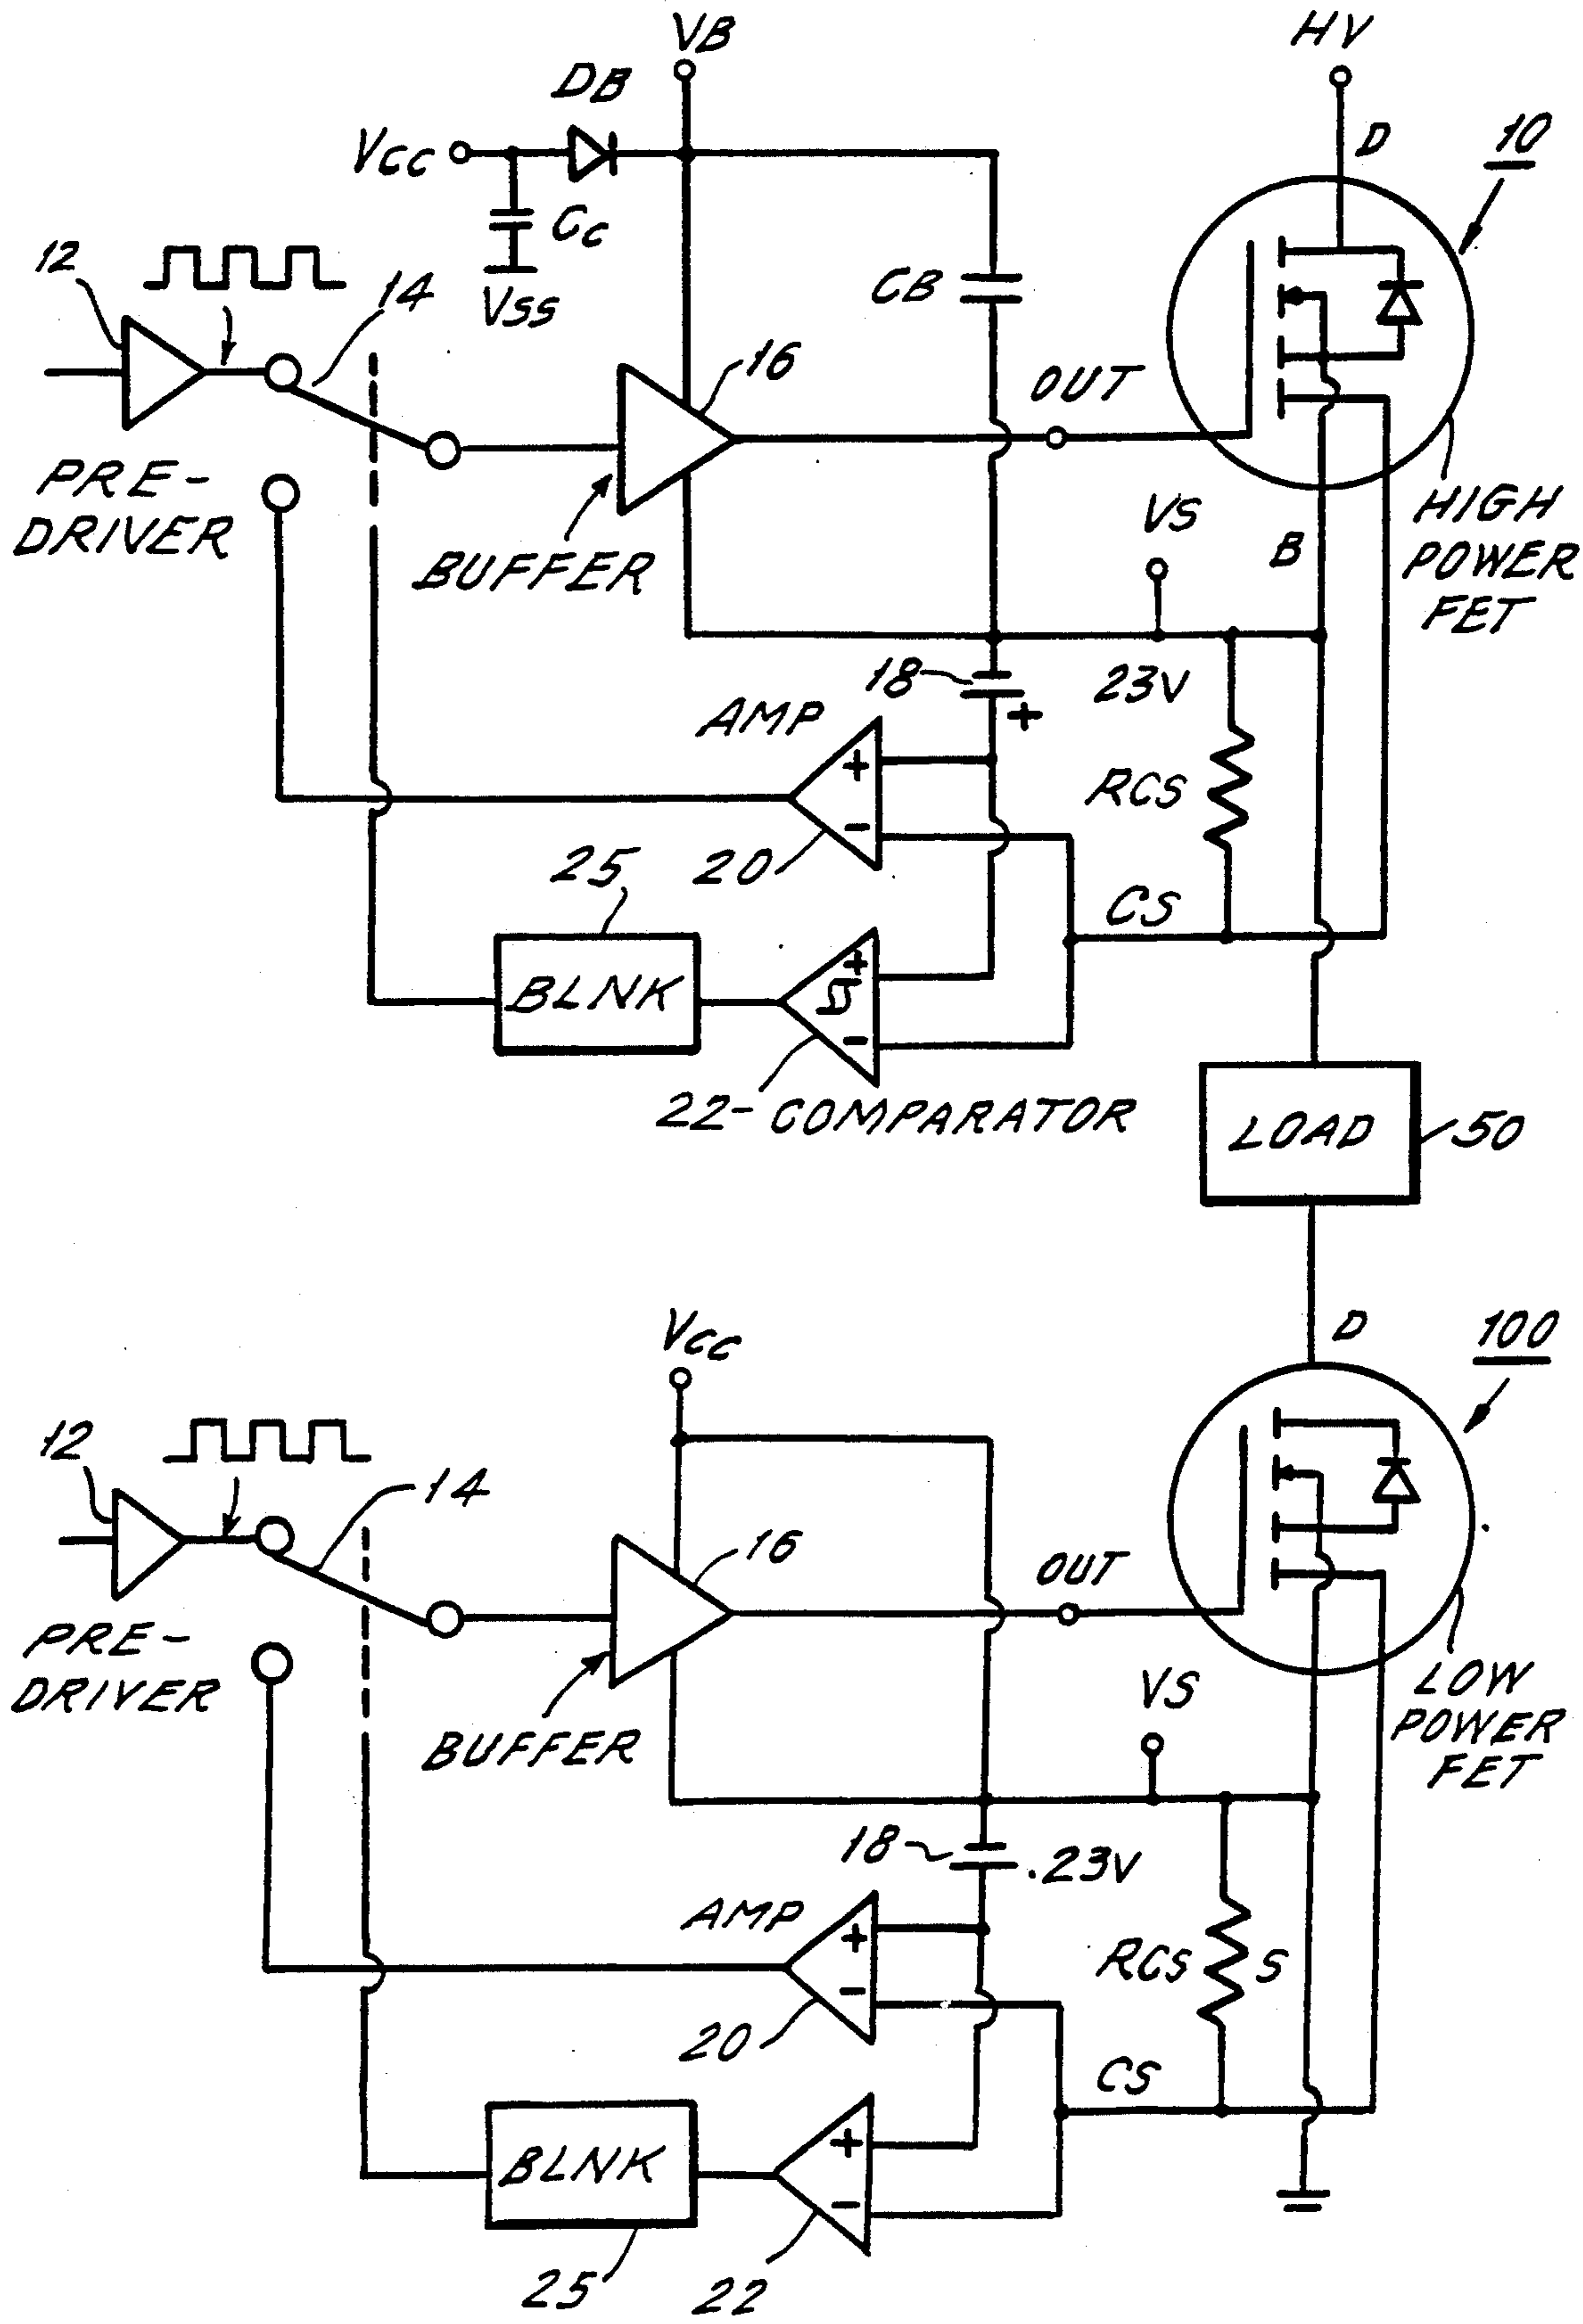 VB
HV
DB
D
10
VCC
CC
12
14
CB
VSS
16
OUT
PRE-
DRIVER
VS
HIGH
POWER
FET
BUFFER
B
18
23V
+
AMP
+
RCS
-
25
20
CS
BLNK
+
-
22- COMPARATOR
LOAD
50
VCC
D
100
12
14
16
OUT
PRE-
DRIVER
VS
LOW
POWER
FET
BUFFER
18
.23V
AMP
+
RCS
S
-
20
CS
BLNK
+
-
25
22